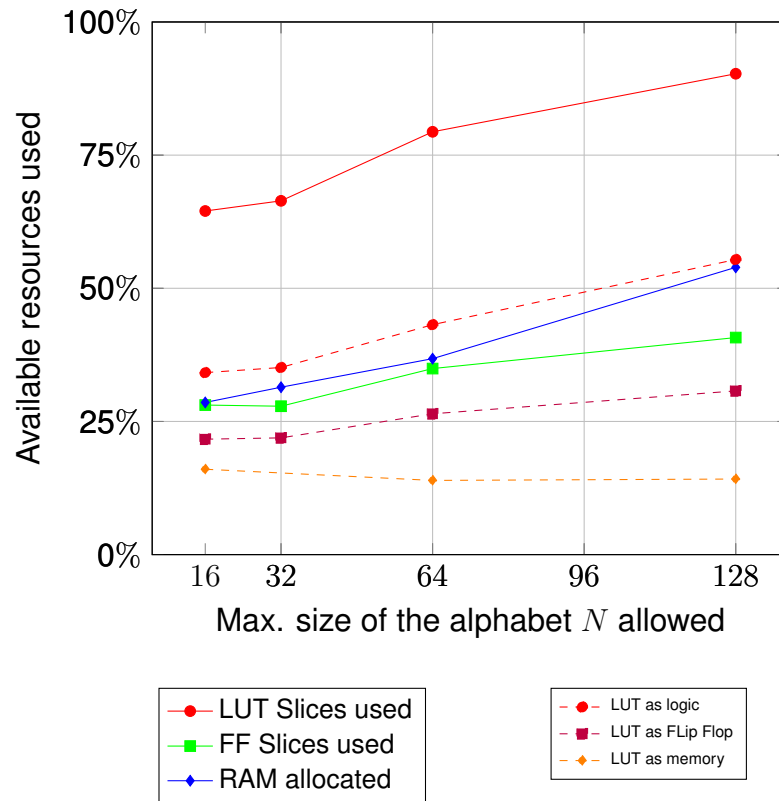 100%
75%
50%
25%
0%
Available resources used
16 32 64 96 128
Max. size of the alphabet N allowed
LUT Slices used
FF Slices used
RAM allocated
LUT as logic
LUT as FLip Flop
LUT as memory